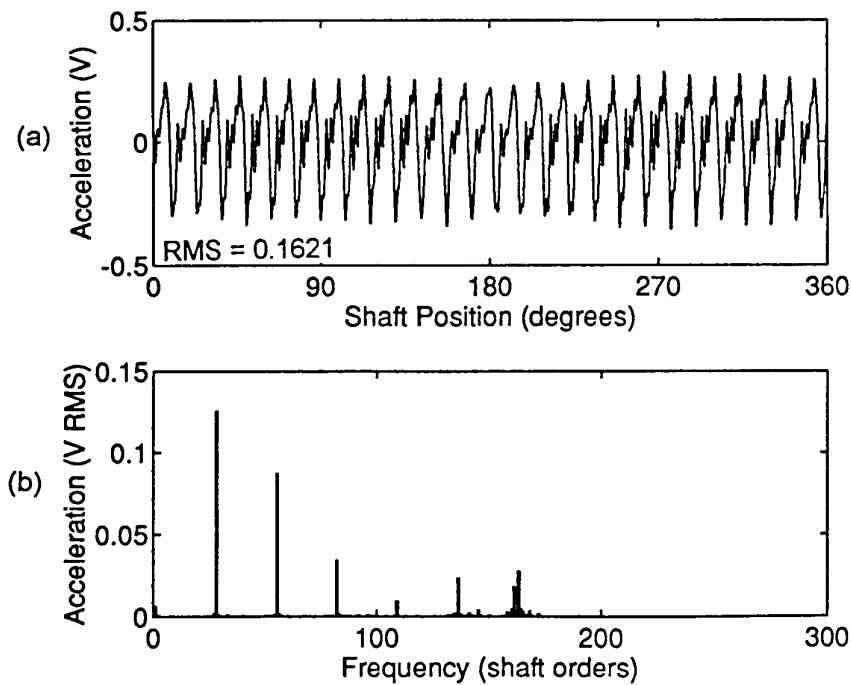 0.5
Acceleration (V)
(a)
0
RMS = 0.1621
-0.5
0 90 180 270 360
Shaft Position (degrees)
0.15
Acceleration (V RMS)
0.1
(b)
0.05
0
0 100 200 300
Frequency (shaft orders)